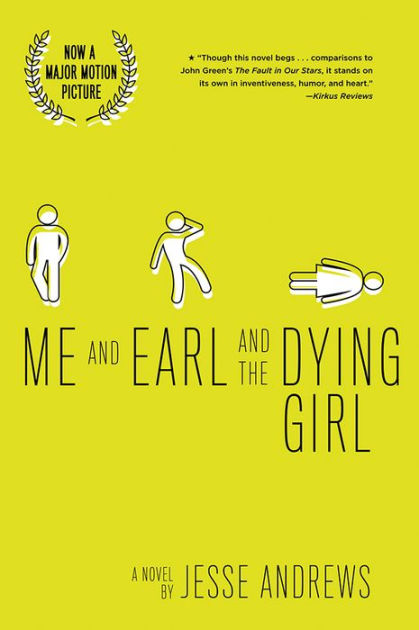 NOW A
MAJOR MOTION
PICTURE
★ “Though this novel begs . . . comparisons to
John Green’s The Fault in Our Stars, it stands on
its own in inventiveness, humor, and heart.”
—Kirkus Reviews
ME AND EARL AND THE DYING
GIRL
A NOVEL BY JESSE ANDREWS